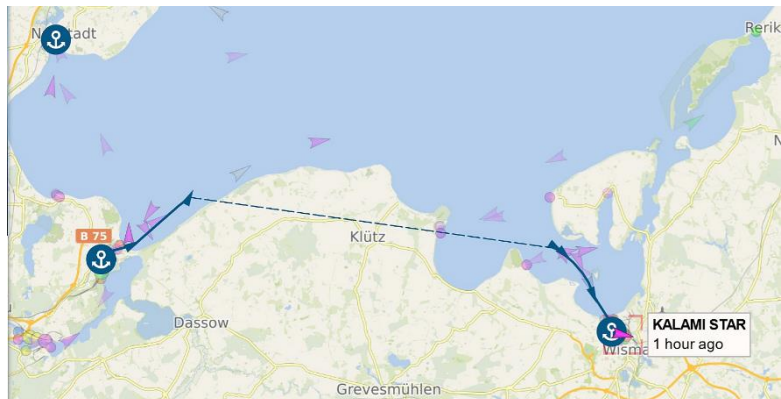 Rerik
B 75
Klütz
Dassow
KALAMI STAR
1 hour ago
Grevesmühlen